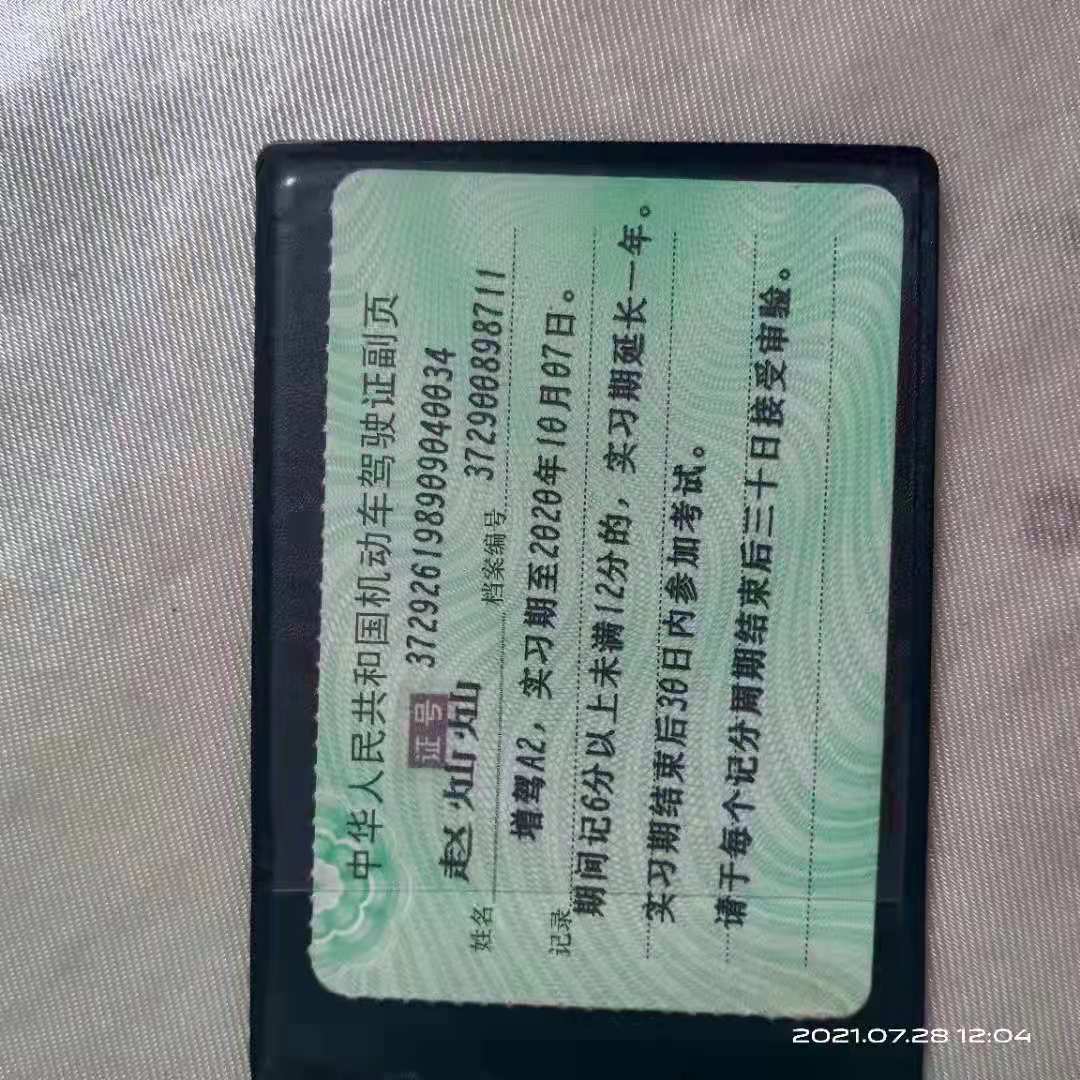 中华人民共和国机动车驾驶证副页
证号 372926198909040034
姓名 赵灿灿 档案编号 372900898711
记录 增驾A2，实习期至2020年10月07日。
期间记6分以上未满12分的，实习期延长一年。
实习期结束后30日内参加考试。
请于每个记分周期结束后三十日接受审验。
2021.07.28 12:04